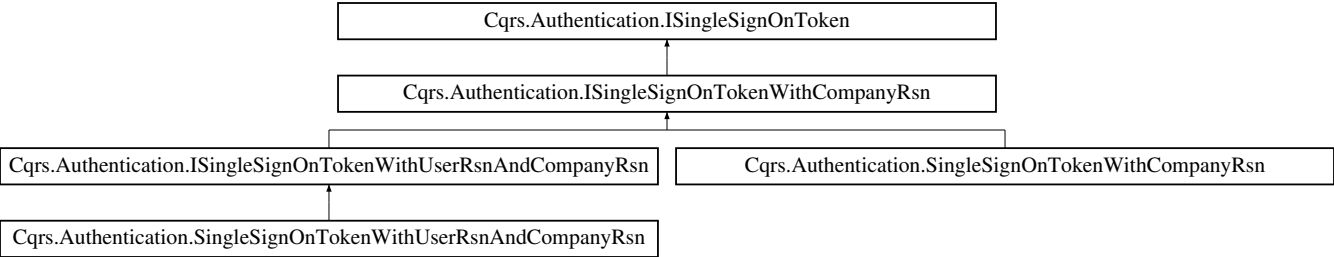 Cqrs.Authentication.ISingleSignOnToken
Cqrs.Authentication.ISingleSignOnTokenWithCompanyRsn
Cqrs.Authentication.ISingleSignOnTokenWithUserRsnAndCompanyRsn
Cqrs.Authentication.SingleSignOnTokenWithCompanyRsn
Cqrs.Authentication.SingleSignOnTokenWithUserRsnAndCompanyRsn